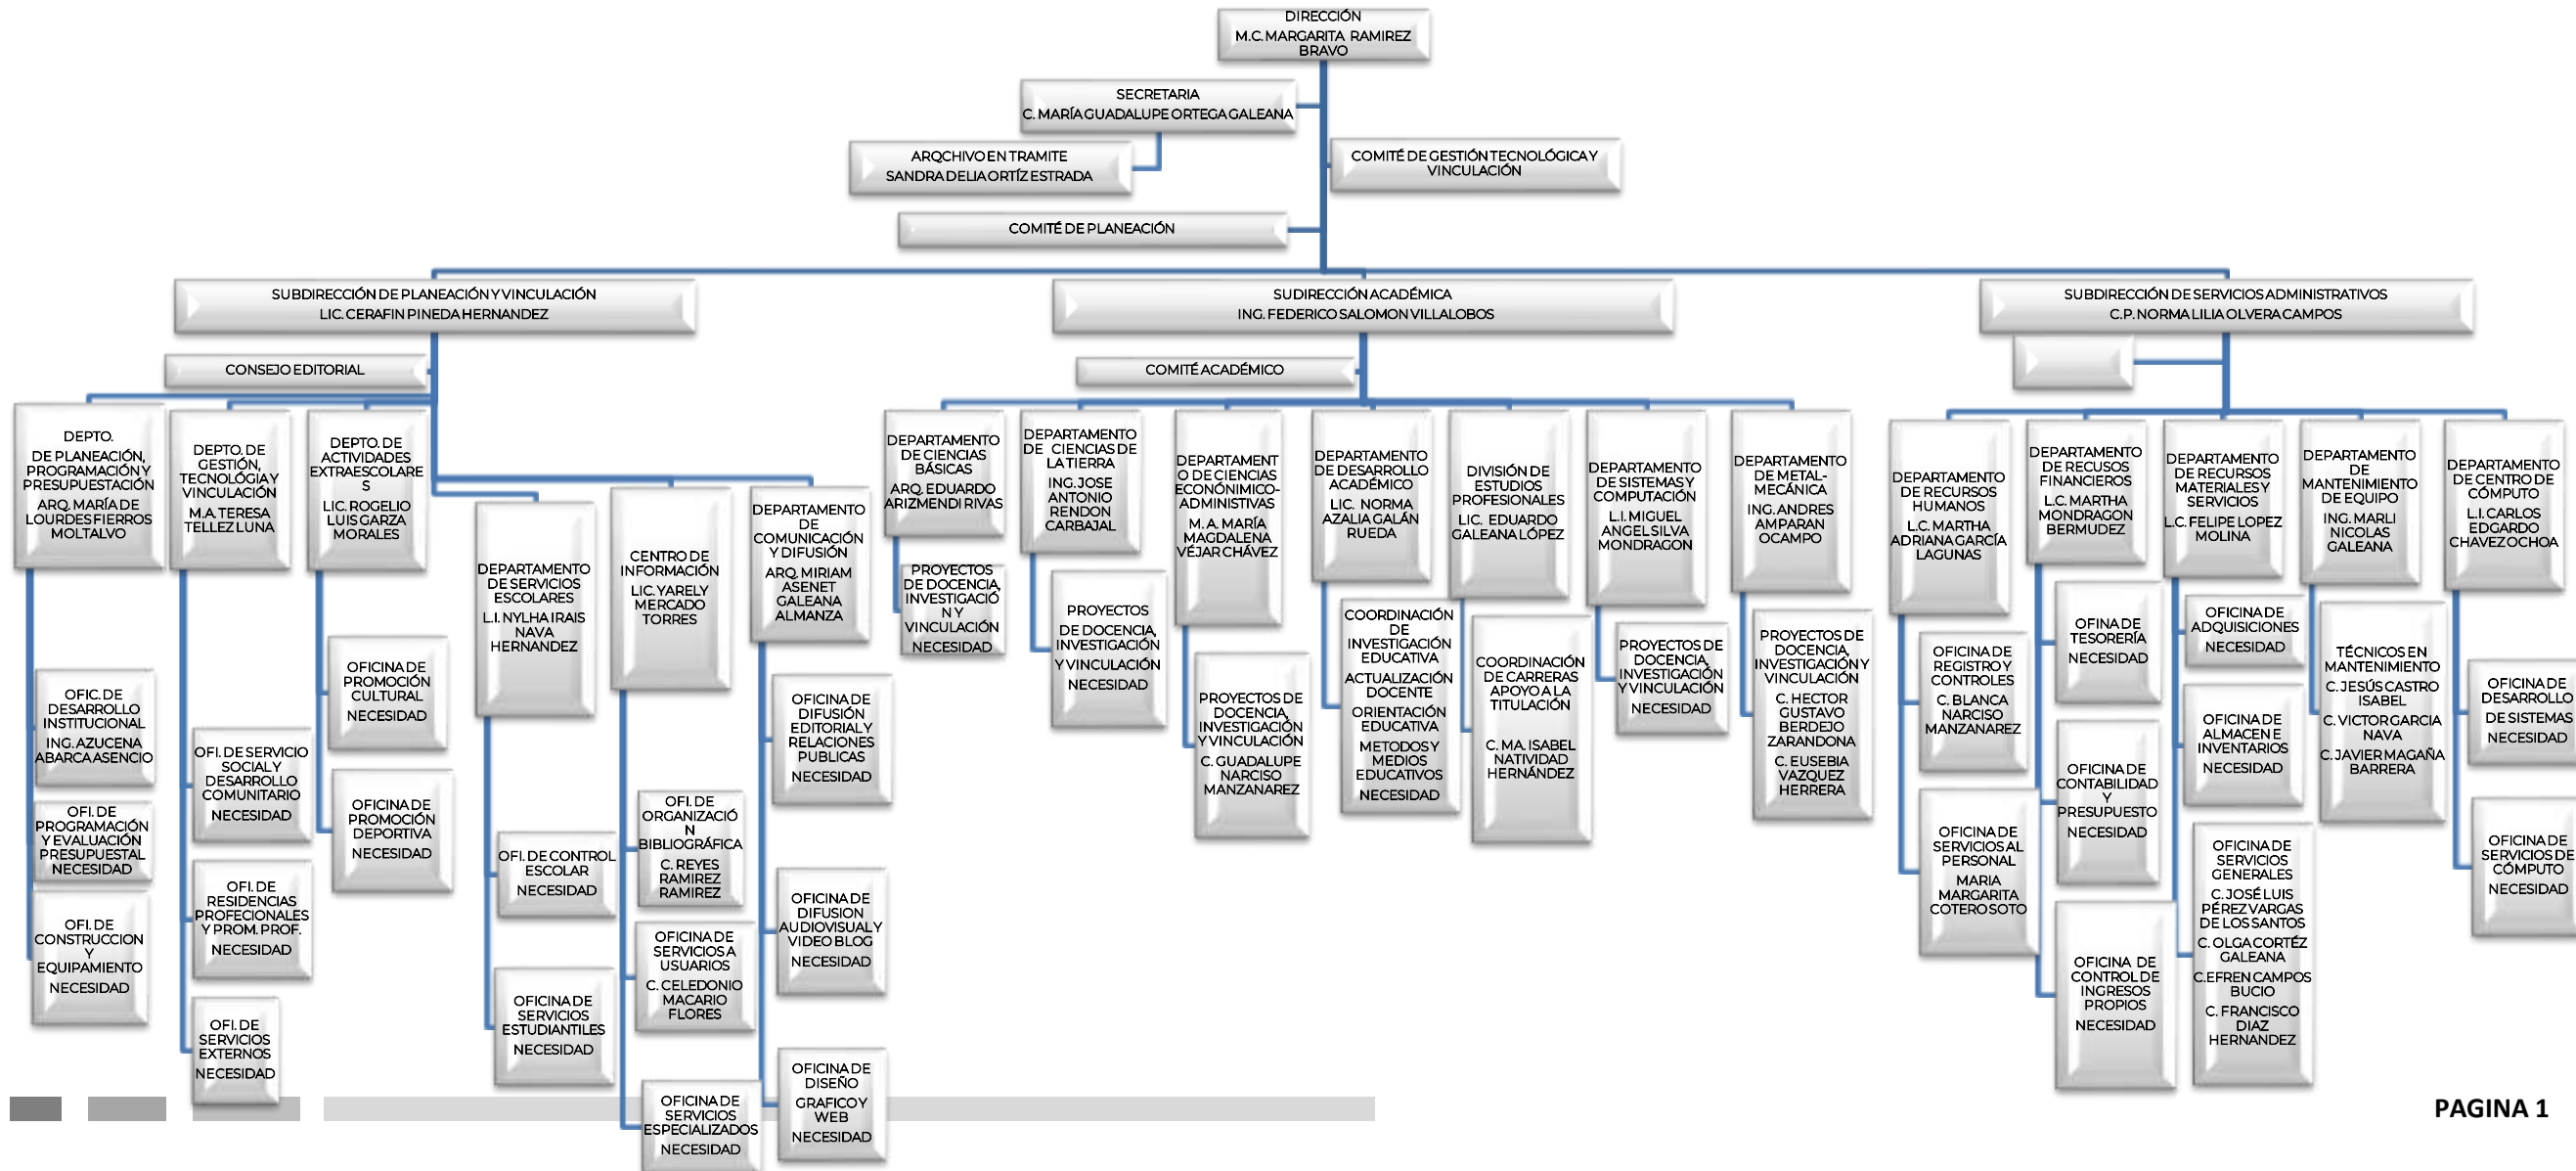 DIRECCIÓN
M.C. MARGARITA RAMIREZ
BRAVO
SECRETARIA
C. MARÍA GUADALUPE ORTEGA GALEANA
ARQCHIVO EN TRAMITE
SANDRA DELIA ORTÍZ ESTRADA
COMITÉ DE GESTIÓN TECNOLÓGICA Y
VINCULACIÓN
COMITÉ DE PLANEACIÓN
SUBDIRECCIÓN DE PLANEACIÓN Y VINCULACIÓN
LIC. CERAFIN PINEDA HERNANDEZ
SUDIRECCIÓN ACADÉMICA
ING. FEDERICO SALOMON VILLALOBOS
SUBDIRECCIÓN DE SERVICIOS ADMINISTRATIVOS
C.P. NORMA LILIA OLVERA CAMPOS
CONSEJO EDITORIAL
COMITÉ ACADÉMICO
DEPTO.
DE PLANEACIÓN,
PROGRAMACIÓN Y
PRESUPUESTACIÓN
ARQ. MARÍA DE
LOURDES FIERROS
MOLTALVO
OFIC. DE
DESARROLLO
INSTITUCIONAL
ING. AZUCENA
ABARCA ASENCIO
OFI. DE
PROGRAMACIÓN
Y EVALUACIÓN
PRESUPUESTAL
NECESIDAD
OFI. DE
CONSTRUCCION
Y
EQUIPAMIENTO
NECESIDAD
DEPTO. DE
GESTIÓN,
TECNOLÓGIA Y
VINCULACIÓN
M.A. TERESA
TELLEZ LUNA
OFI. DE SERVICIO
SOCIAL Y
DESARROLLO
COMUNITARIO
NECESIDAD
OFI. DE
RESIDENCIAS
PROFECIONALES
Y PROM. PROF.
NECESIDAD
OFI. DE
SERVICIOS
EXTERNOS
NECESIDAD
DEPTO. DE
ACTIVIDADES
EXTRAESCOLARE
S
LIC. ROGELIO
LUIS GARZA
MORALES
OFICINA DE
PROMOCIÓN
CULTURAL
NECESIDAD
OFICINA DE
PROMOCIÓN
DEPORTIVA
NECESIDAD
DEPARTAMENTO
DE SERVICIOS
ESCOLARES
L.I. NYLHA IRAIS
NAVA
HERNANDEZ
OFI. DE CONTROL
ESCOLAR
NECESIDAD
OFICINA DE
SERVICIOS
ESTUDIANTILES
NECESIDAD
CENTRO DE
INFORMACIÓN
LIC. YARELY
MERCADO
TORRES
OFI. DE
ORGANIZACIÓ
N
BIBLIOGRÁFICA
C. REYES
RAMIREZ
RAMIREZ
OFICINA DE
SERVICIOS A
USUARIOS
C. CELEDONIO
MACARIO
FLORES
OFICINA DE
SERVICIOS
ESPECIALIZADOS
NECESIDAD
DEPARTAMENTO
DE
COMUNICACIÓN
Y DIFUSIÓN
ARQ. MIRIAM
ASENET
GALEANA
ALMANZA
OFICINA DE
DIFUSIÓN
EDITORIAL Y
RELACIONES
PUBLICAS
NECESIDAD
OFICINA DE
DIFUSION
AUDIOVISUAL Y
VIDEO BLOG
NECESIDAD
OFICINA DE
DISEÑO
GRAFICO Y
WEB
NECESIDAD
DEPARTAMENTO
DE CIENCIAS
BÁSICAS
ARQ. EDUARDO
ARIZMENDI RIVAS
PROYECTOS
DE DOCENCIA,
INVESTIGACIÓ
N Y
VINCULACIÓN
NECESIDAD
DEPARTAMENTO
DE CIENCIAS DE
LA TIERRA
ING. JOSE
ANTONIO
RENDON
CARBAJAL
PROYECTOS
DE DOCENCIA,
INVESTIGACIÓN
Y VINCULACIÓN
NECESIDAD
DEPARTAMENT
O DE CIENCIAS
ECONÓNIMICO-
ADMINISTIVAS
M. A. MARÍA
MAGDALENA
VÉJAR CHÁVEZ
PROYECTOS DE
DOCENCIA,
INVESTIGACIÓN
Y VINCULACIÓN
C. GUADALUPE
NARCISO
MANZANAREZ
DEPARTAMENTO
DE DESARROLLO
ACADÉMICO
LIC. NORMA
AZALIA GALÁN
RUEDA
COORDINACIÓN
DE
INVESTIGACIÓN
EDUCATIVA
ACTUALIZACIÓN
DOCENTE
ORIENTACIÓN
EDUCATIVA
METODOS Y
MEDIOS
EDUCATIVOS
NECESIDAD
DIVISIÓN DE
ESTUDIOS
PROFESIONALES
LIC. EDUARDO
GALEANA LÓPEZ
COORDINACIÓN
DE CARRERAS
APOYO A LA
TITULACIÓN
C. MA. ISABEL
NATIVIDAD
HERNÁNDEZ
DEPARTAMENTO
DE SISTEMAS Y
COMPUTACIÓN
L.I. MIGUEL
ANGEL SILVA
MONDRAGON
PROYECTOS DE
DOCENCIA,
INVESTIGACIÓN
Y VINCULACIÓN
NECESIDAD
DEPARTAMENTO
DE METAL-
MECÁNICA
ING. ANDRES
AMPARAN
OCAMPO
PROYECTOS DE
DOCENCIA,
INVESTIGACIÓN Y
VINCULACIÓN
C. HECTOR
GUSTAVO
BERDEJO
ZARANDONA
C. EUSEBIA
VAZQUEZ
HERRERA
DEPARTAMENTO
DE RECURSOS
HUMANOS
L.C. MARTHA
ADRIANA GARCÍA
LAGUNAS
OFICINA DE
REGISTRO Y
CONTROLES
C. BLANCA
NARCISO
MANZANAREZ
OFICINA DE
SERVICIOS AL
PERSONAL
MARIA
MARGARITA
COTERO SOTO
DEPARTAMENTO
DE RECUSOS
FINANCIEROS
L.C. MARTHA
MONDRAGON
BERMUDEZ
OFINA DE
TESORERÍA
NECESIDAD
OFICINA DE
CONTABILIDAD
Y
PRESUPUESTO
NECESIDAD
OFICINA DE
CONTROL DE
INGRESOS
PROPIOS
NECESIDAD
DEPARTAMENTO
DE RECURSOS
MATERIALES Y
SERVICIOS
L.C. FELIPE LOPEZ
MOLINA
OFICINA DE
ADQUISICIONES
NECESIDAD
OFICINA DE
ALMACEN E
INVENTARIOS
NECESIDAD
OFICINA DE
SERVICIOS
GENERALES
C. JOSÉ LUIS
PÉREZ VARGAS
DE LOS SANTOS
C. OLGA CORTÉZ
GALEANA
C.EFREN CAMPOS
BUCIO
C. FRANCISCO
DIAZ
HERNANDEZ
DEPARTAMENTO
DE
MANTENIMIENTO
DE EQUIPO
ING. MARLI
NICOLAS
GALEANA
TÉCNICOS EN
MANTENIMIENTO
C. JESÚS CASTRO
ISABEL
C. VICTOR GARCIA
NAVA
C. JAVIER MAGAÑA
BARRERA
DEPARTAMENTO
DE CENTRO DE
CÓMPUTO
L.I. CARLOS
EDGARDO
CHAVEZ OCHOA
OFICINA DE
DESARROLLO
DE SISTEMAS
NECESIDAD
OFICINA DE
SERVICIOS DE
CÓMPUTO
NECESIDAD
PAGINA 1